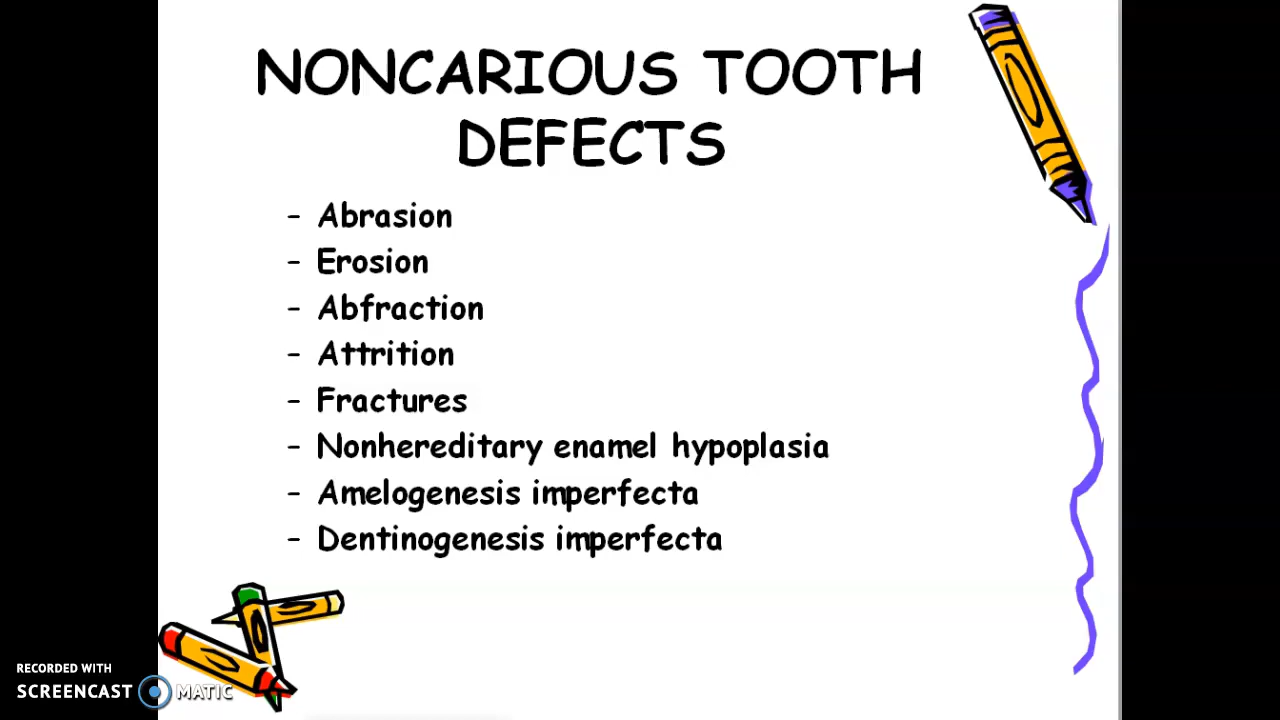 NONCARIOUS TOOTH
DEFECTS
- Abrasion
- Erosion
- Abfraction
- Attrition
- Fractures
- Nonhereditary enamel hypoplasia
- Amelogenesis imperfecta
- Dentinogenesis imperfecta
RECORDED WITH
SCREENCAST MATIC